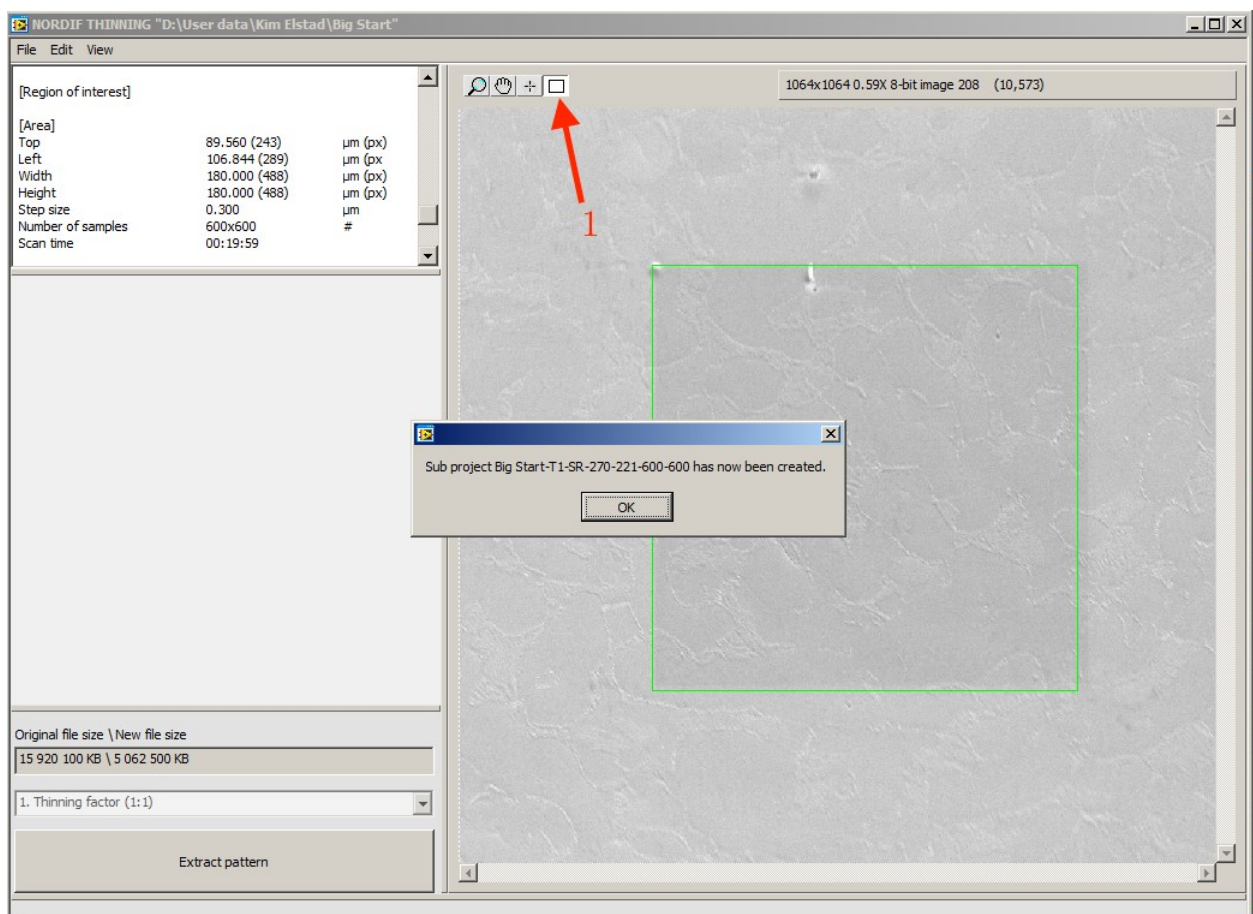 NORDIF THINNING "D:\User data\Kim Elstad\Big Start"
File Edit View
[Region of interest]
[Area]
Top 89.560 (243) µm (px)
Left 106.844 (289) µm (px
Width 180.000 (488) µm (px)
Height 180.000 (488) µm (px)
Step size 0.300 µm
Number of samples 600x600 #
Scan time 00:19:59
1064x1064 0.59X 8-bit image 208 (10,573)
1
Sub project Big Start-T1-SR-270-221-600-600 has now been created.
OK
Original file size \ New file size
15 920 100 KB \ 5 062 500 KB
1. Thinning factor (1:1)
Extract pattern